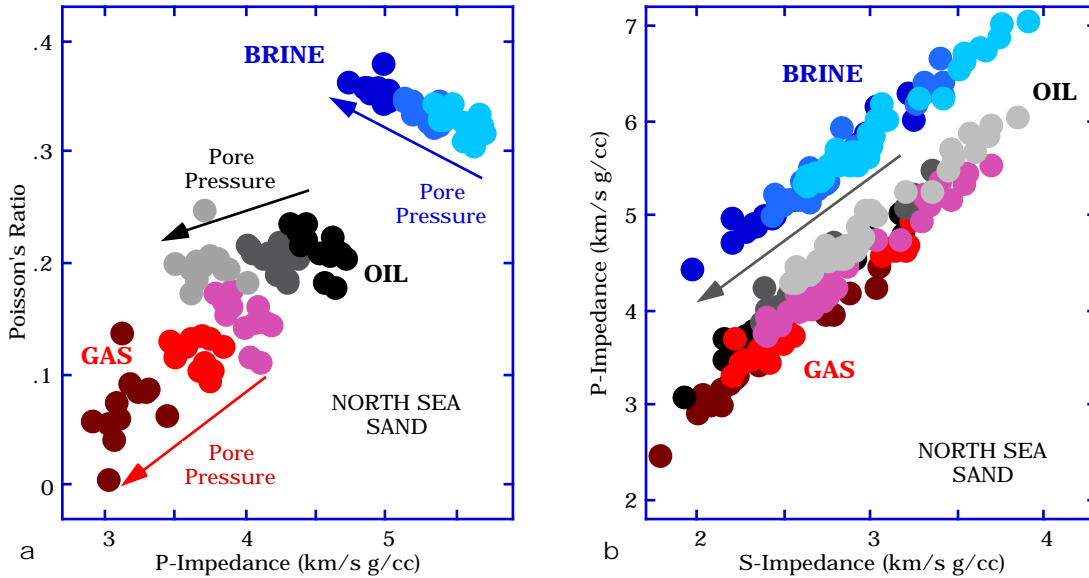 .4
.3
.2
.1
0
Poisson's Ratio
BRINE
Pore
Pressure
Pore
Pressure
OIL
GAS
NORTH SEA
SAND
Pore
Pressure
3
4
5
P-Impedance (km/s g/cc)
a
7
6
5
4
3
2
P-Impedance (km/s g/cc)
BRINE
OIL
GAS
NORTH SEA
SAND
2
3
4
S-Impedance (km/s g/cc)
b